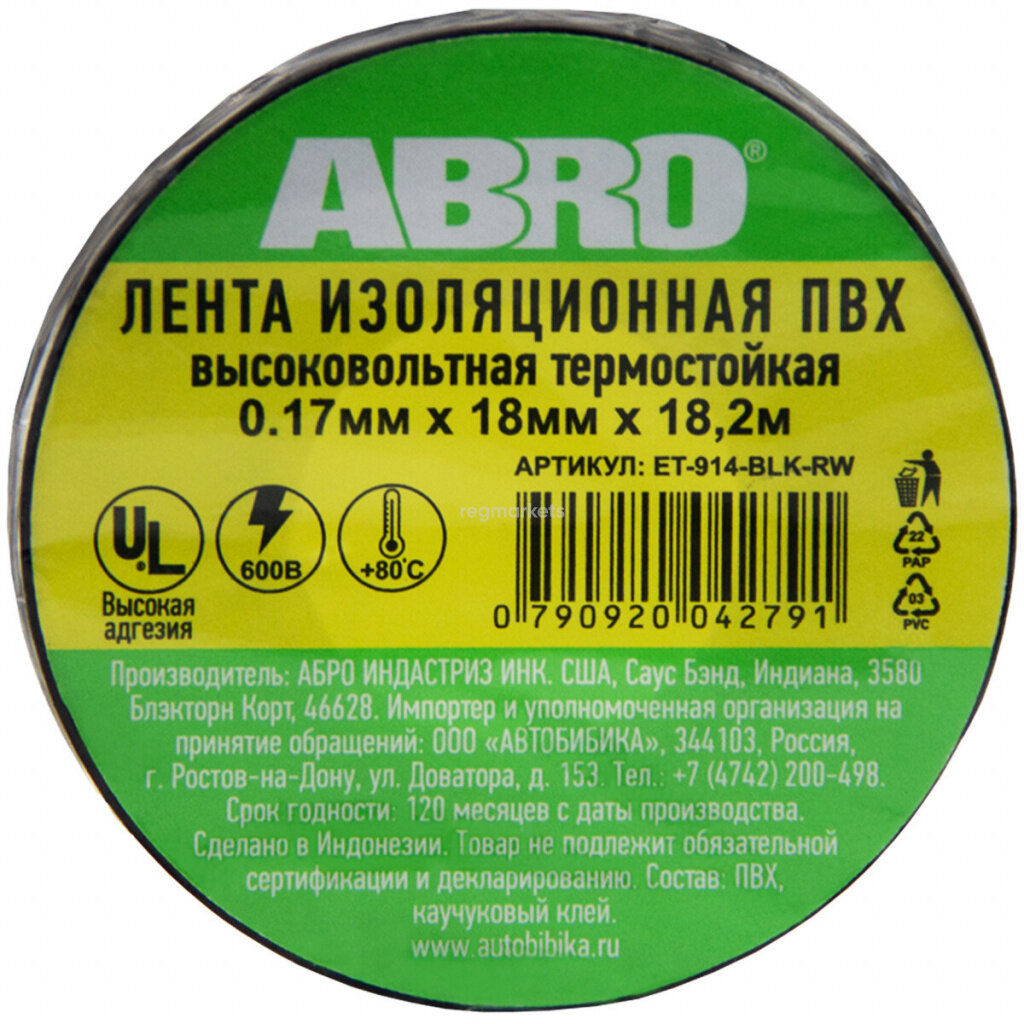 ABRO®
ЛЕНТА ИЗОЛЯЦИОННАЯ ПВХ
ВЫСОКОВОЛЬТНАЯ ТЕРМОСТОЙКАЯ
0.17мм х 18мм х 18,2м
АРТИКУЛ: ET-914-BLK-RW
UL
600В
+80°С
regmarkets
Высокая
адгезия
0 790920 042791
22
PAP
03
PVC
Производитель: АБРО ИНДАСТРИЗ ИНК. США, Саус Бэнд, Индиана, 3580
Блэкторн Корт, 46628. Импортер и уполномоченная организация на
принятие обращений: ООО «АВТОБИБИКА», 344103, Россия,
г. Ростов-на-Дону, ул. Доватора, д. 153. Тел.: +7 (4742) 200-498.
Срок годности: 120 месяцев с даты производства.
Сделано в Индонезии. Товар не подлежит обязательной
сертификации и декларированию. Состав: ПВХ,
каучуковый клей.
www.autobibika.ru